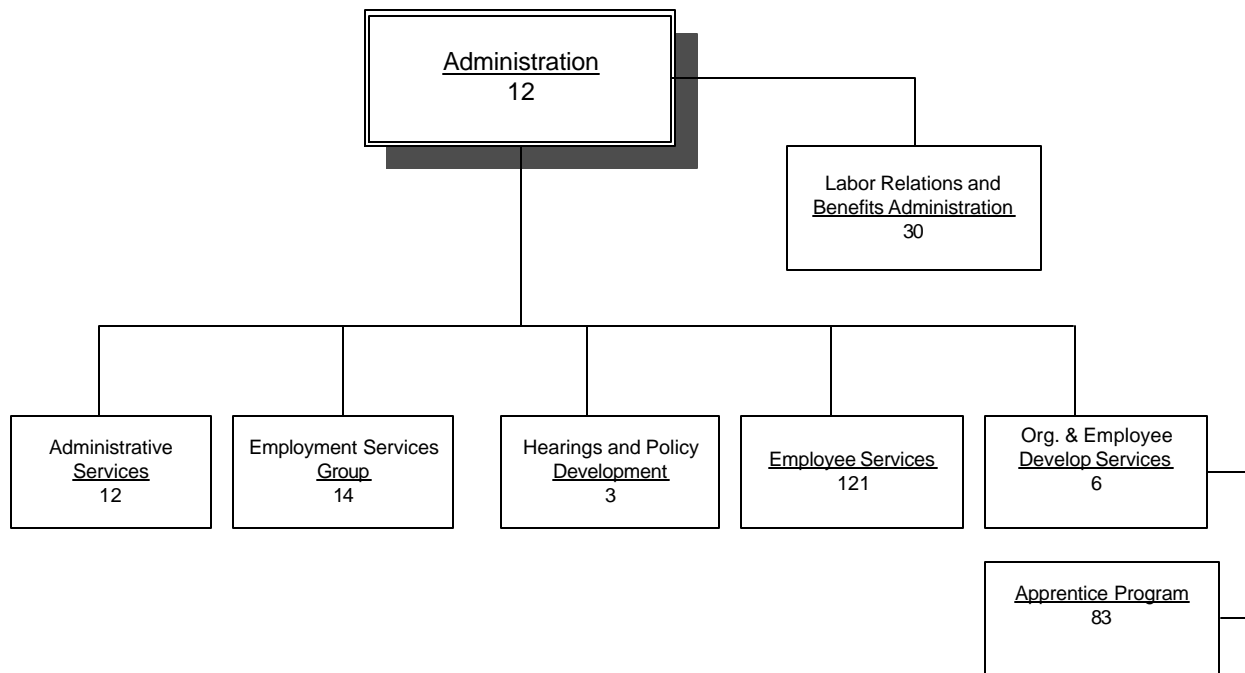 Administration
12
Labor Relations and
Benefits Administration
30
Administrative
Services
12
Employment Services
Group
14
Hearings and Policy
Development
3
Employee Services
121
Org. & Employee
Develop Services
6
Apprentice Program
83